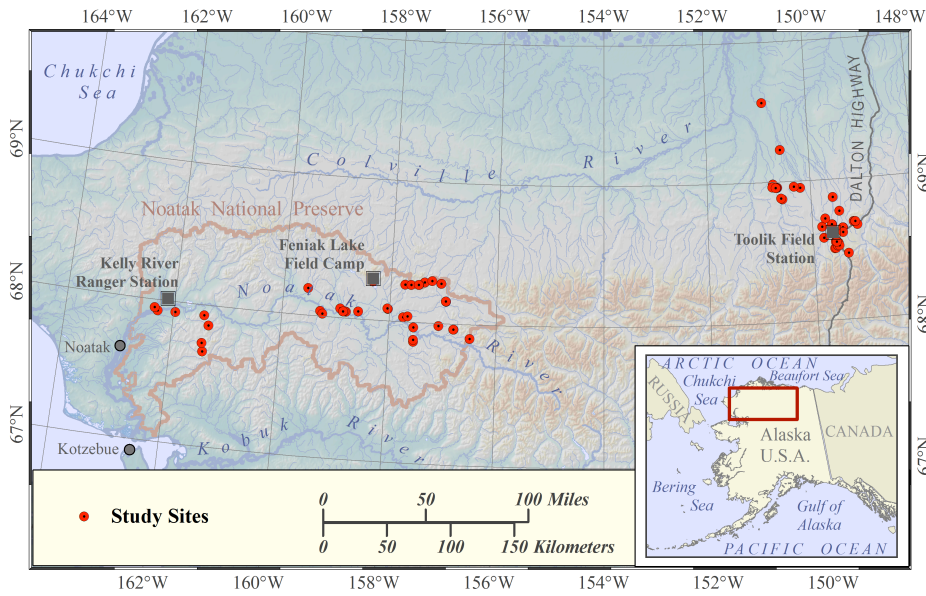 164°W 162°W 160°W 158°W 156°W 154°W 152°W 150°W 148°W
Chukchi
Sea
DALTON HIGHWAY
69°N
69°N
Colville River
Noatak National Preserve
Feniak Lake
Field Camp
Toolik Field
Station
Kelly River
Ranger Station
68°N
68°N
Noatak River
Noatak
67°N
67°N
Kobuk River
Kotzebue
Study Sites
0 50 100 Miles
0 50 100 150 Kilometers
ARCTIC OCEAN
Chukchi
Sea
Beaufort Sea
RUSSIA
Alaska
U.S.A.
CANADA
Bering
Sea
Gulf of
Alaska
PACIFIC OCEAN
162°W 160°W 158°W 156°W 154°W 152°W 150°W